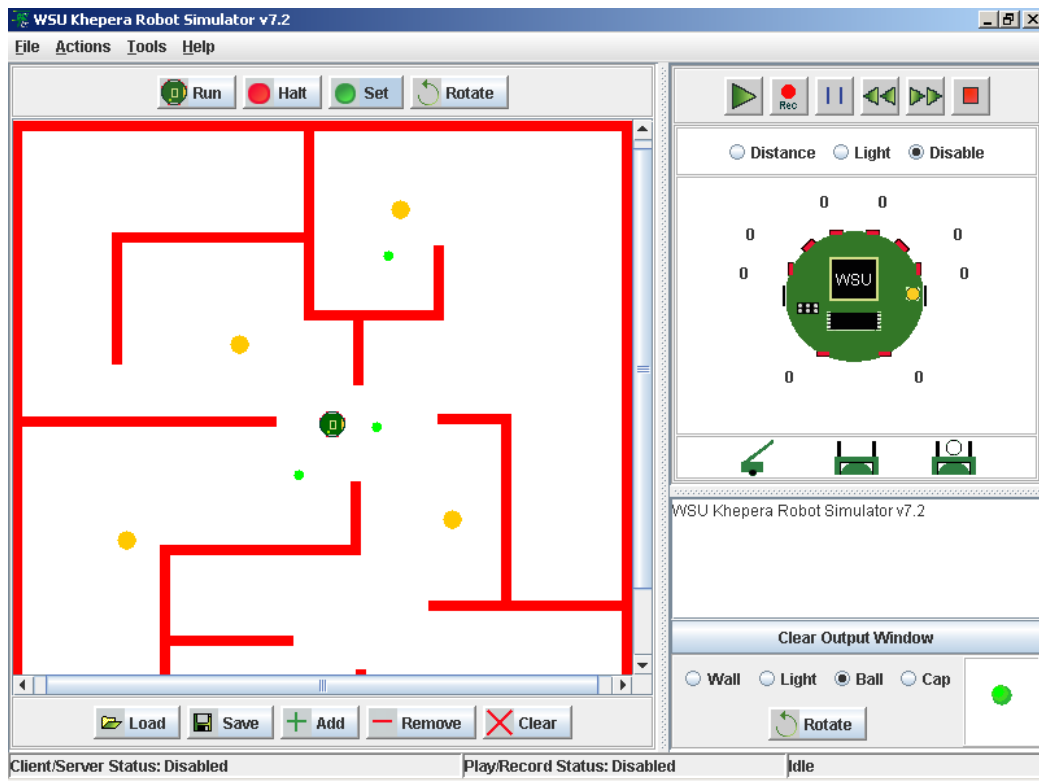 WSU Khepera Robot Simulator v7.2
File Actions Tools Help
Run Halt Set Rotate
Rec
Distance Light Disable
0 0
0 0
0 0
WSU
0 0
WSU Khepera Robot Simulator v7.2
Clear Output Window
Wall Light Ball Cap
Rotate
Load Save Add Remove Clear
Client/Server Status: Disabled Play/Record Status: Disabled Idle